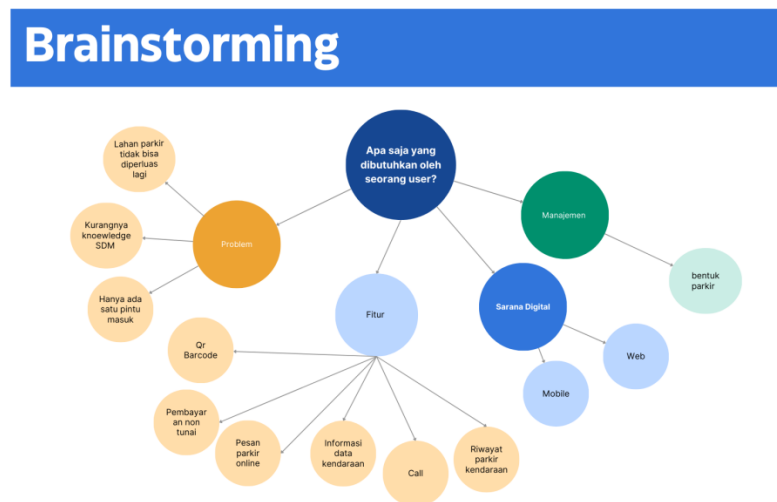 Brainstorming
Apa saja yang
dibutuhkan oleh
seorang user?
Lahan parkir
tidak bisa
diperluas
lagi
Kurangnya
knoewledge
SDM
Hanya ada
satu pintu
masuk
Problem
Manajemen
bentuk
parkir
Sarana Digital
Web
Mobile
Fitur
Qr
Barcode
Pembayar
an non
tunai
Pesan
parkir
online
Informasi
data
kendaraan
Call
Riwayat
parkir
kendaraan